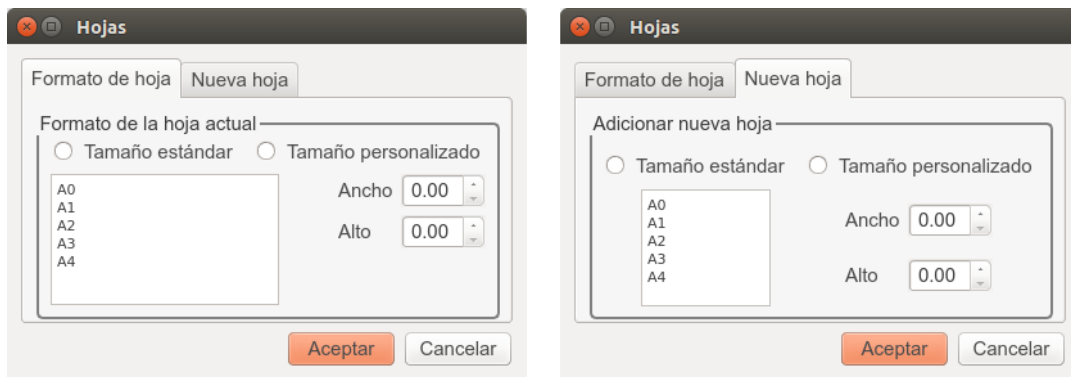 Hojas
Formato de hoja Nueva hoja
Formato de la hoja actual
Tamaño estándar Tamaño personalizado
A0
A1
A2
A3
A4
Ancho 0.00
Alto 0.00
Aceptar Cancelar
Hojas
Formato de hoja Nueva hoja
Adicionar nueva hoja
Tamaño estándar Tamaño personalizado
A0
A1
A2
A3
A4
Ancho 0.00
Alto 0.00
Aceptar Cancelar